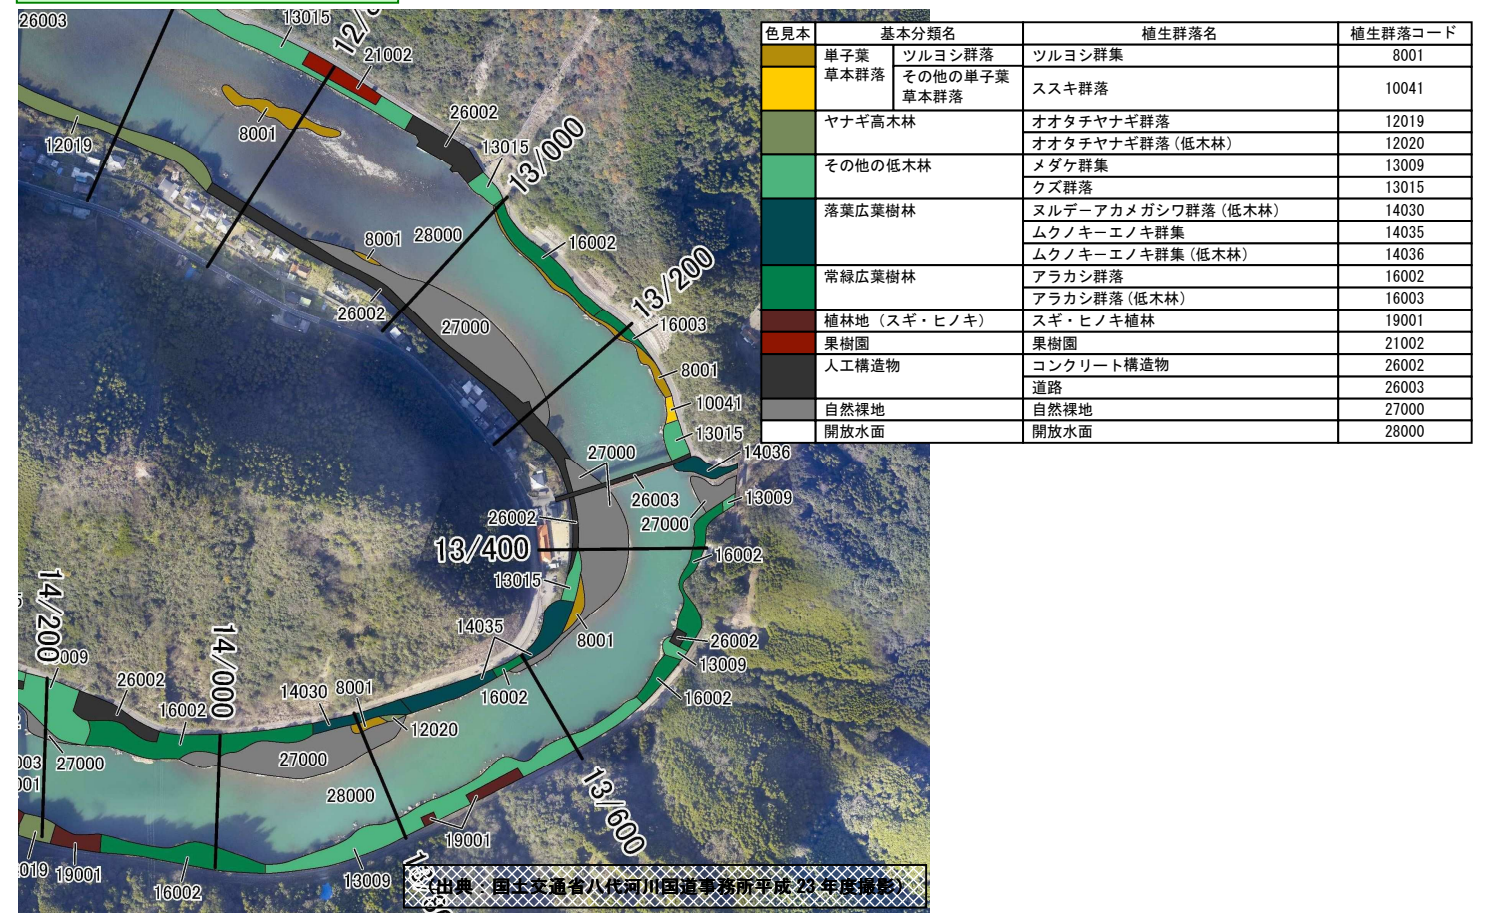 色見本 基本分類名 植生群落名 植生群落コード
単子葉草本群落 ツルヨシ群落 ツルヨシ群集 8001
その他の単子葉草本群落 ススキ群落 10041
ヤナギ高木林 オオタチヤナギ群落 12019
オオタチヤナギ群落(低木林) 12020
その他の低木林 メダケ群集 13009
クズ群落 13015
落葉広葉樹林 ヌルデーアカメガシワ群落(低木林) 14030
ムクノキーエノキ群集 14035
ムクノキーエノキ群集(低木林) 14036
常緑広葉樹林 アラカシ群落 16002
アラカシ群落(低木林) 16003
植林地(スギ・ヒノキ) スギ・ヒノキ植林 19001
果樹園 果樹園 21002
人工構造物 コンクリート構造物 26002
道路 26003
自然裸地 自然裸地 27000
開放水面 開放水面 28000
26003
13015
21002
26002
8001
12019
13015
13/000
8001
28000
16002
13/200
26002
27000
16003
8001
10041
13015
27000
14036
26003
13009
26002
27000
13/400
16002
13015
14035
8001
26002
13009
14/200
009
14/000
26002
16002
14030
8001
16002
16002
12020
27000
27000
28000
13/600
19001
019
19001
16002
13009
(出典:国土交通省八代河川国道事務所平成 23 年度撮影)